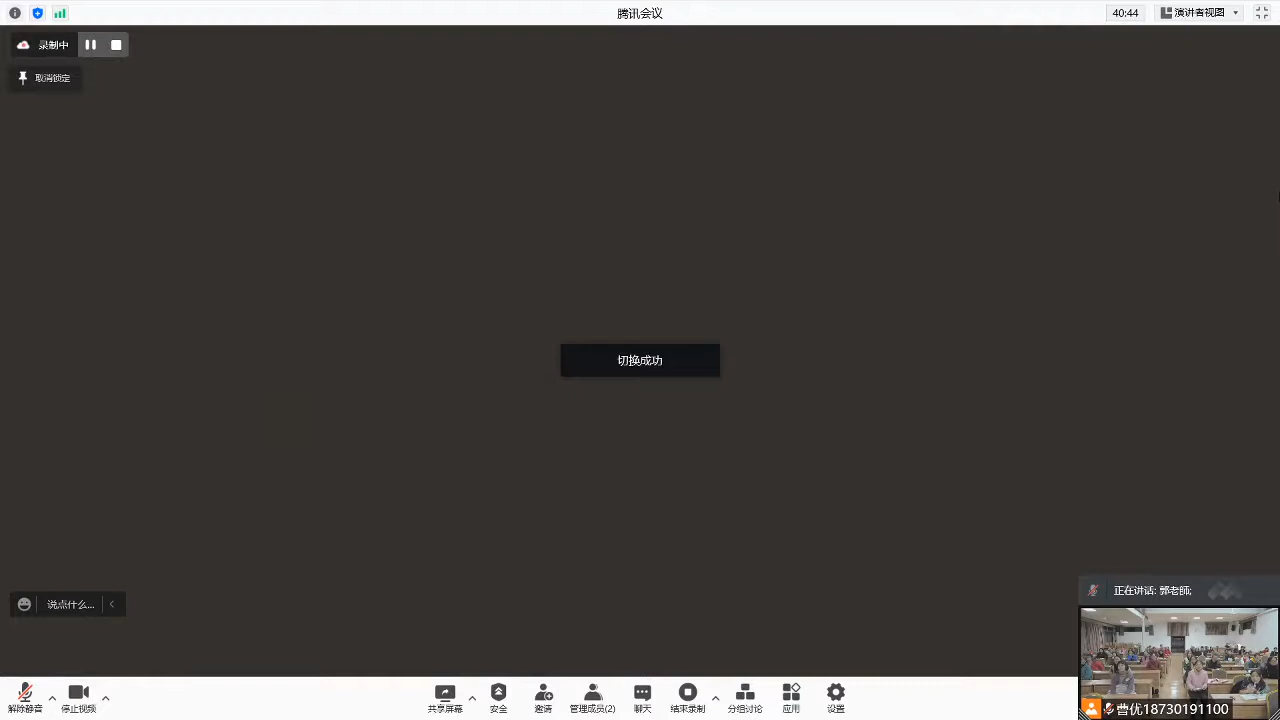 腾讯会议
40:44
演讲者视图
录制中
取消锁定
切换成功
说点什么...
正在讲话: 郭老師;
曹优18730191100
解除静音
停止视频
共享屏幕
安全
邀请
管理成员(2)
聊天
结束录制
分组讨论
应用
设置